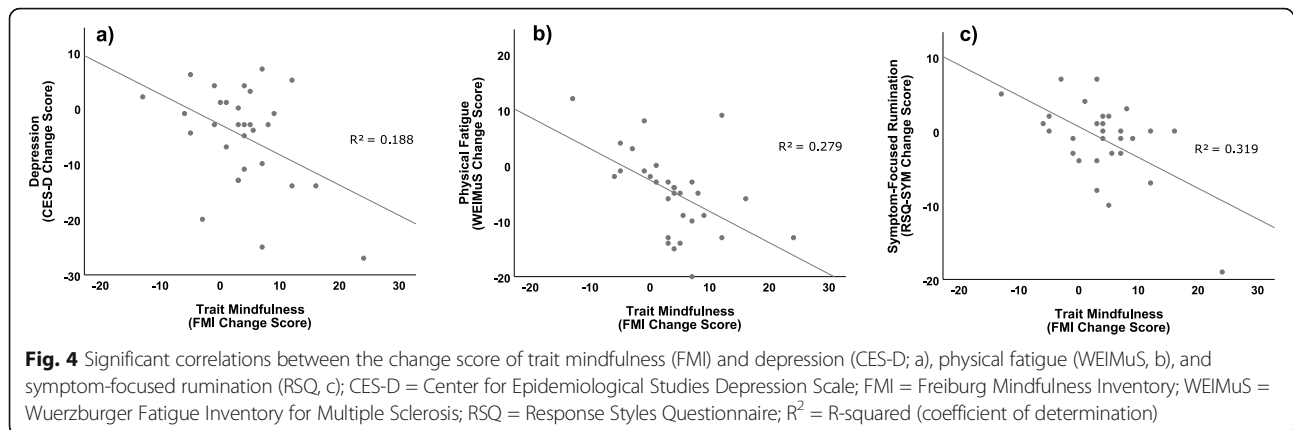 a)
10
0
-10
-20
-30
Depression
(CES-D Change Score)
R² = 0.188
-20 -10 0 10 20 30
Trait Mindfulness
(FMI Change Score)
b)
20
10
0
-10
-20
Physical Fatigue
(WEIMuS Change Score)
R² = 0.279
-20 -10 0 10 20 30
Trait Mindfulness
(FMI Change Score)
c)
10
0
-10
-20
Symptom-Focused Rumination
(RSQ-SYM Change Score)
R² = 0.319
-20 -10 0 10 20 30
Trait Mindfulness
(FMI Change Score)
Fig. 4 Significant correlations between the change score of trait mindfulness (FMI) and depression (CES-D; a), physical fatigue (WEIMuS, b), and
symptom-focused rumination (RSQ, c); CES-D = Center for Epidemiological Studies Depression Scale; FMI = Freiburg Mindfulness Inventory; WEIMuS =
Wuerzburger Fatigue Inventory for Multiple Sclerosis; RSQ = Response Styles Questionnaire; R² = R-squared (coefficient of determination)